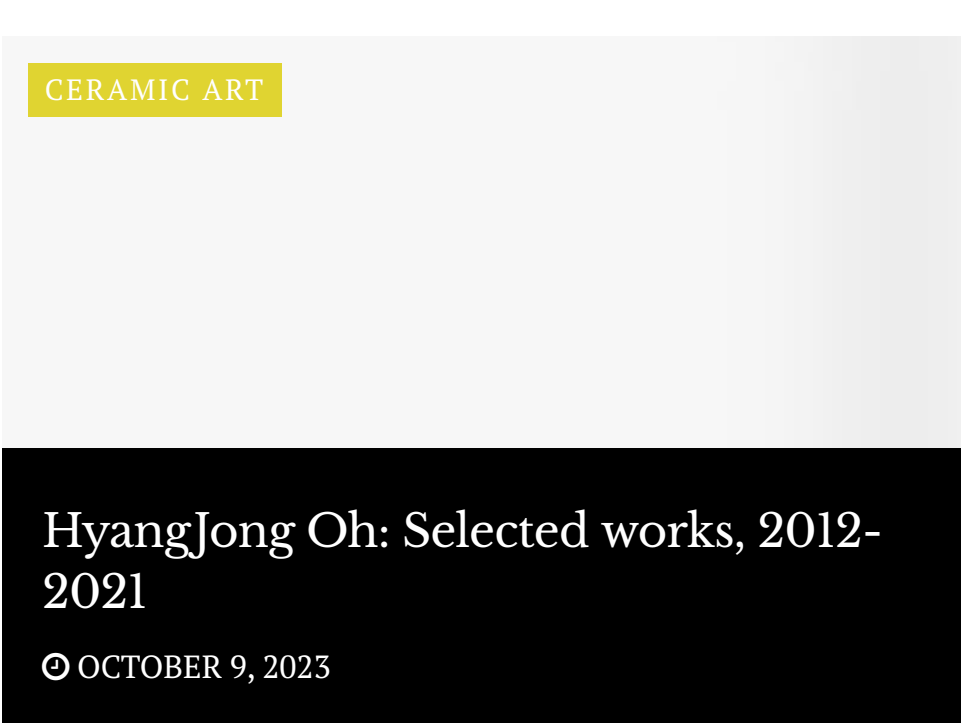 CERAMIC ART
HyangJong Oh: Selected works, 2012-
2021
OCTOBER 9, 2023